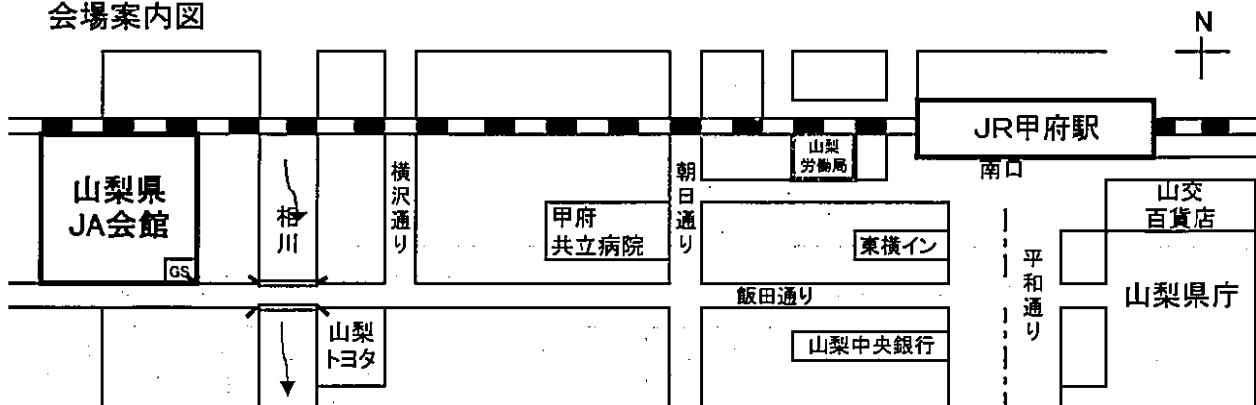 会場案内図
N
JR甲府駅
南口
山梨
労働局
山梨県
JA会館
GS
相川
横沢通り
朝日通り
甲府
共立病院
東横イン
山交
百貨店
平和通り
飯田通り
山梨県庁
山梨
トヨタ
山梨中央銀行